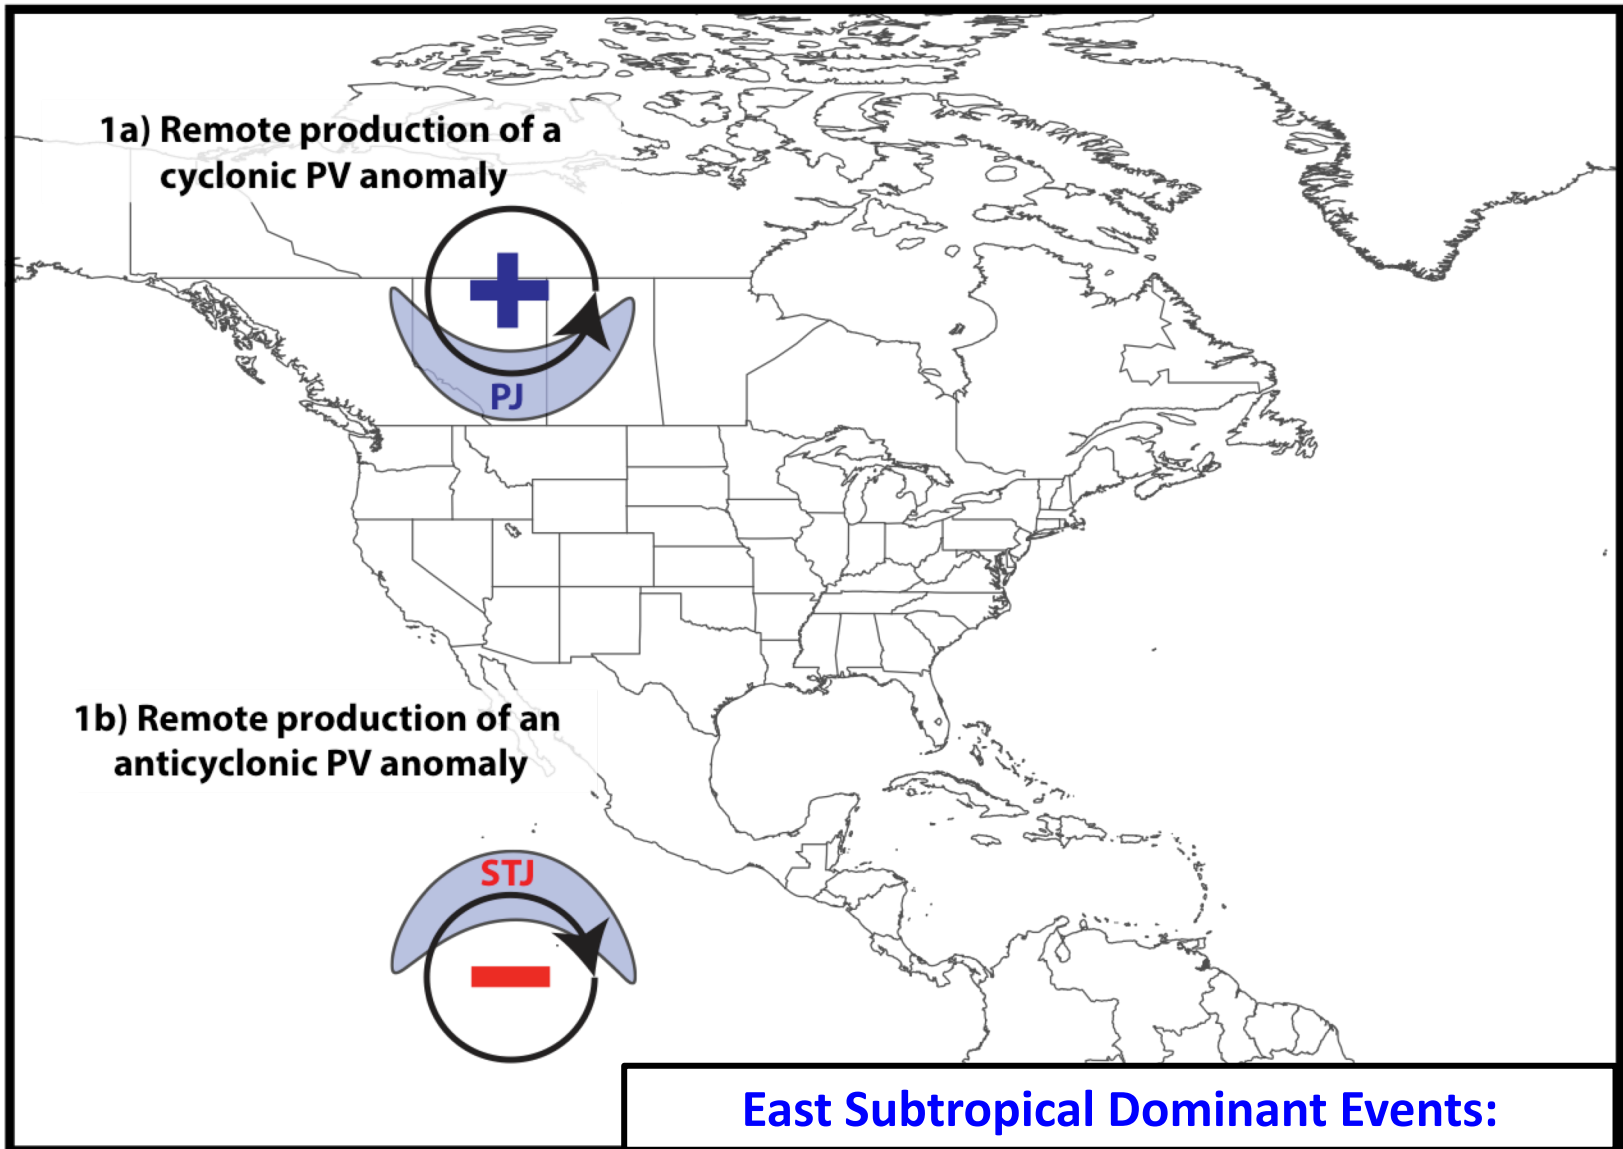 1a) Remote production of a
cyclonic PV anomaly
PJ
1b) Remote production of an
anticyclonic PV anomaly
STJ
East Subtropical Dominant Events: